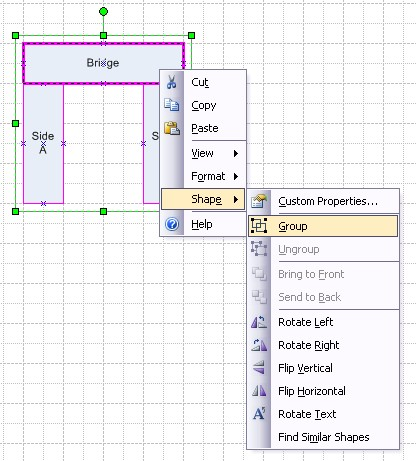 Bridge
Side
A
S
Cut
Copy
Paste
View
Format
Shape
Help
Custom Properties...
Group
Ungroup
Bring to Front
Send to Back
Rotate Left
Rotate Right
Flip Vertical
Flip Horizontal
Rotate Text
Find Similar Shapes